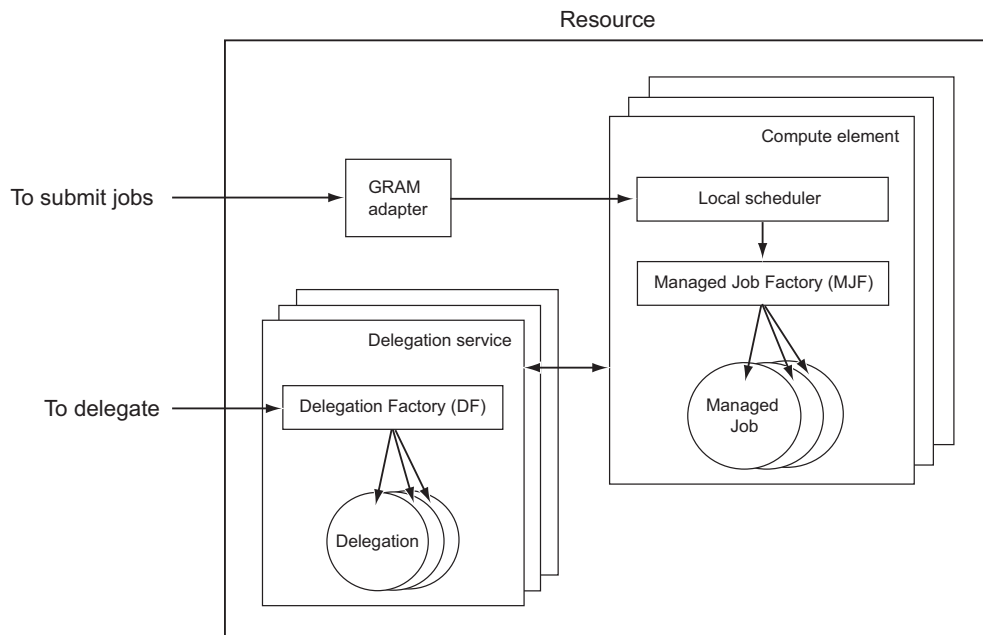 Resource
Compute element
To submit jobs
GRAM
adapter
Local scheduler
Managed Job Factory (MJF)
Managed
Job
Delegation service
To delegate
Delegation Factory (DF)
Delegation